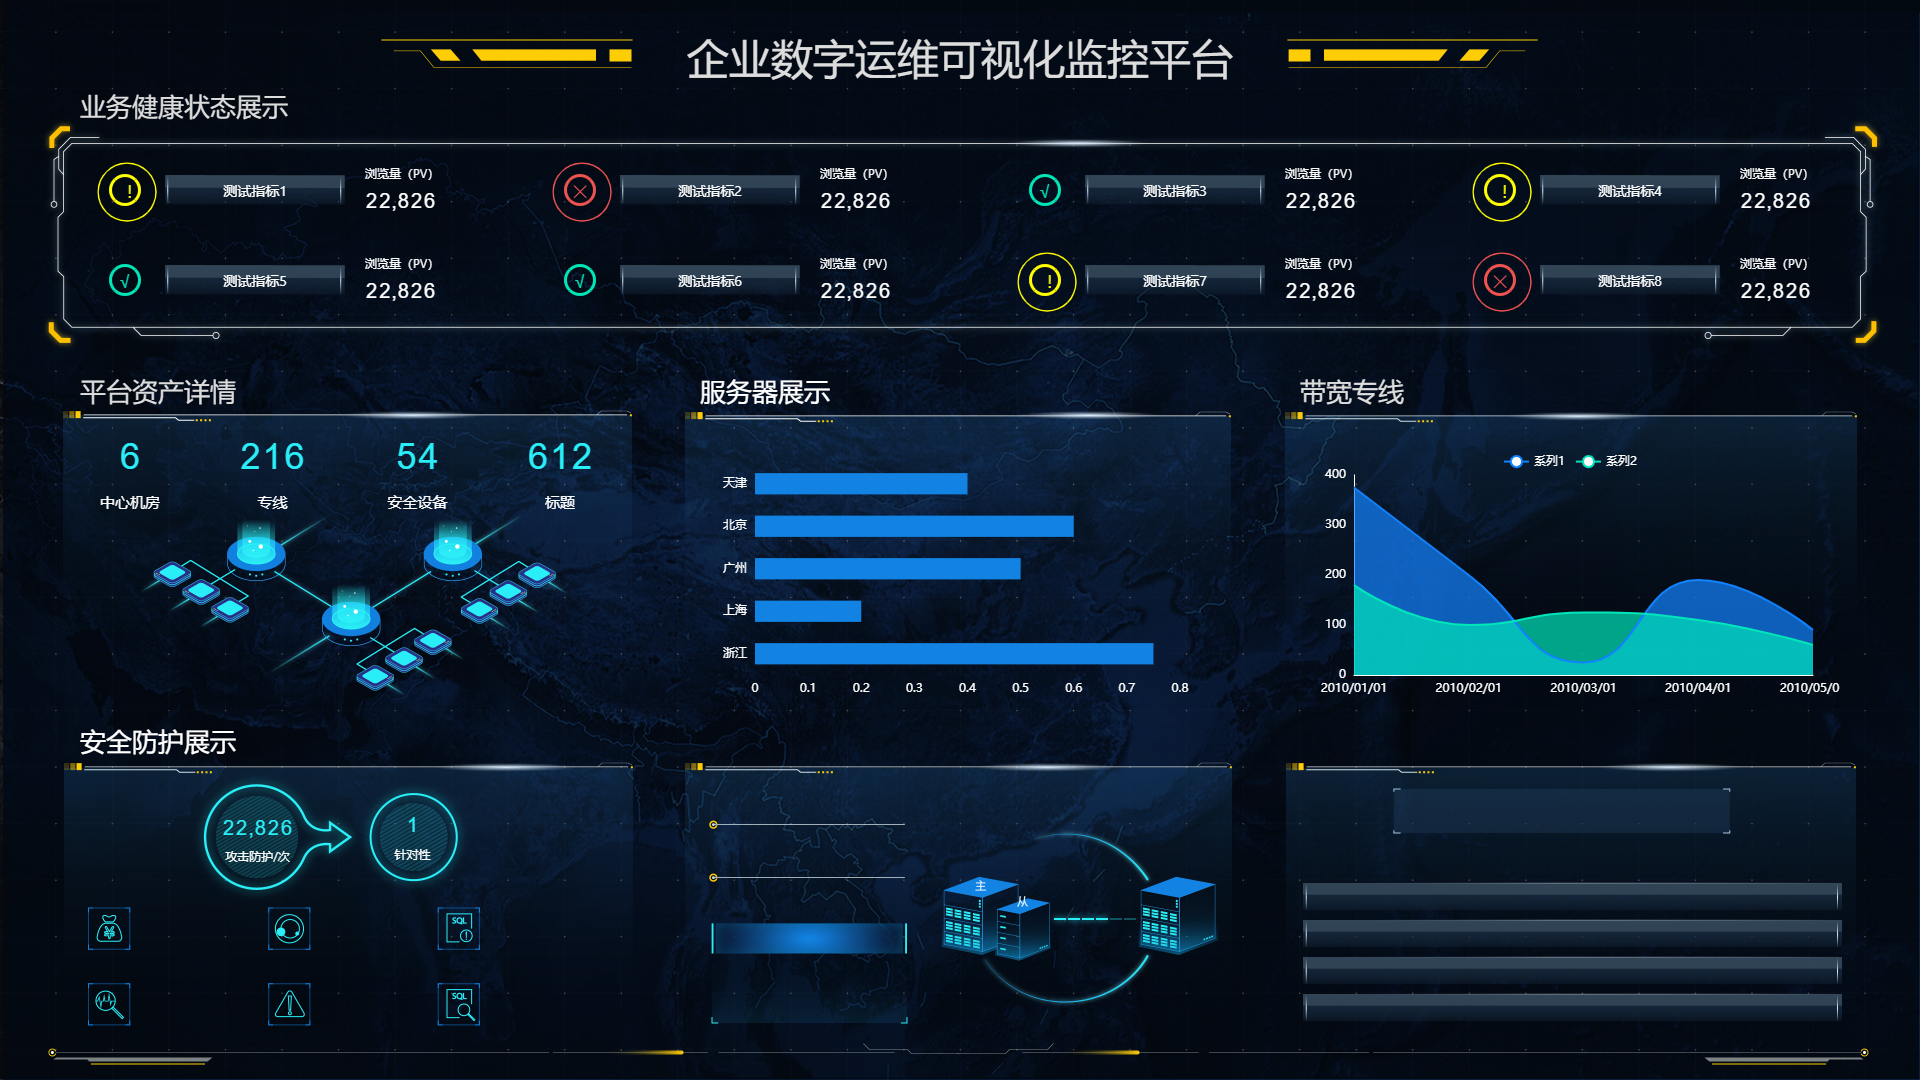 企业数字运维可视化监控平台
业务健康状态展示
! 测试指标1 浏览量（PV） 22,826
测试指标2 浏览量（PV） 22,826
√ 测试指标3 浏览量（PV） 22,826
! 测试指标4 浏览量（PV） 22,826
√ 测试指标5 浏览量（PV） 22,826
√ 测试指标6 浏览量（PV） 22,826
! 测试指标7 浏览量（PV） 22,826
测试指标8 浏览量（PV） 22,826
平台资产详情
6 216 54 612
中心机房 专线 安全设备 标题
服务器展示
天津
北京
广州
上海
浙江
0 0.1 0.2 0.3 0.4 0.5 0.6 0.7 0.8
带宽专线
系列1 系列2
400
300
200
100
0
2010/01/01 2010/02/01 2010/03/01 2010/04/01 2010/05/0
安全防护展示
22,826
攻击防护/次
1
针对性
¥
SQL
SQL
主
从